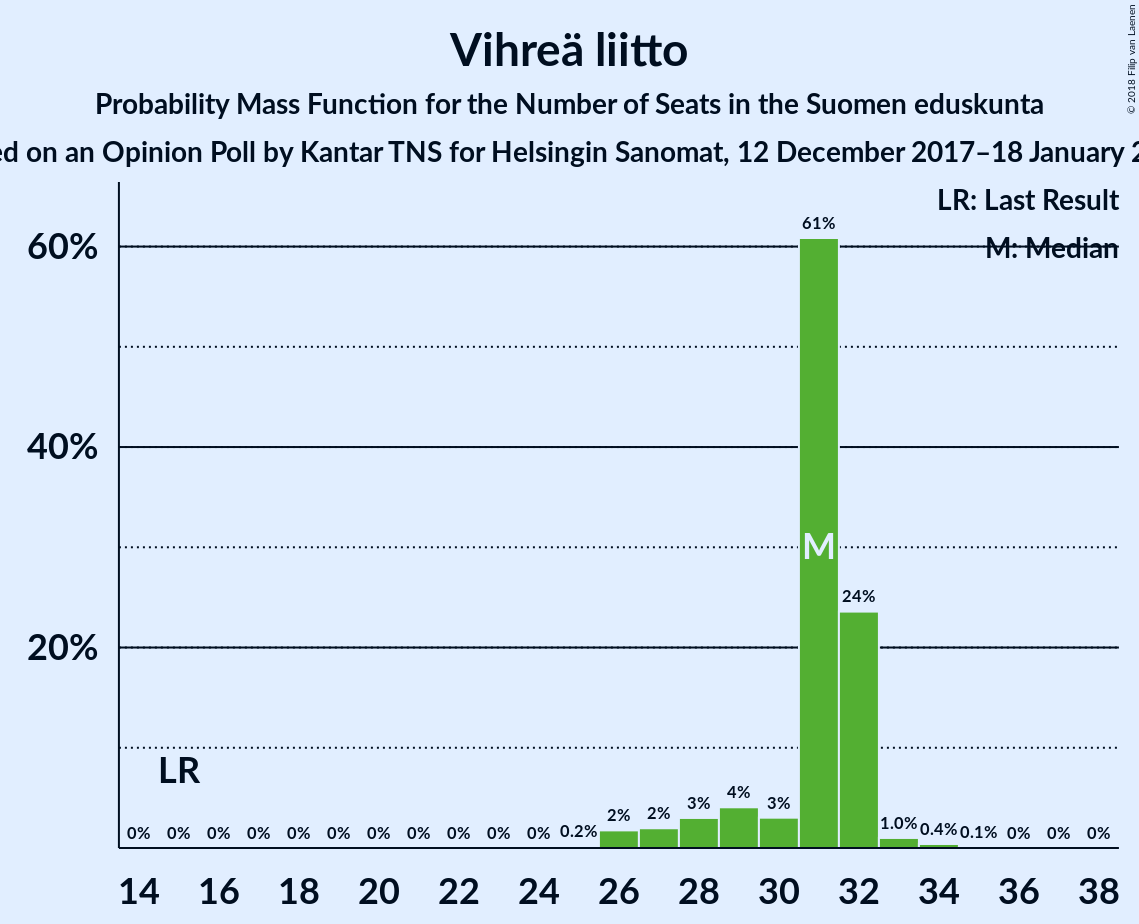 Vihreä liitto
Probability Mass Function for the Number of Seats in the Suomen eduskunta
on an Opinion Poll by Kantar TNS for Helsingin Sanomat, 12 December 2017–18 January
© 2018 Filip van Laenen
LR: Last Result
M: Median
60%
40%
20%
61%
M
24%
LR
0% 0% 0% 0% 0% 0% 0% 0% 0% 0% 0% 0.2% 2% 2% 3% 4% 3% 1.0% 0.4% 0.1% 0% 0% 0%
14 16 18 20 22 24 26 28 30 32 34 36 38